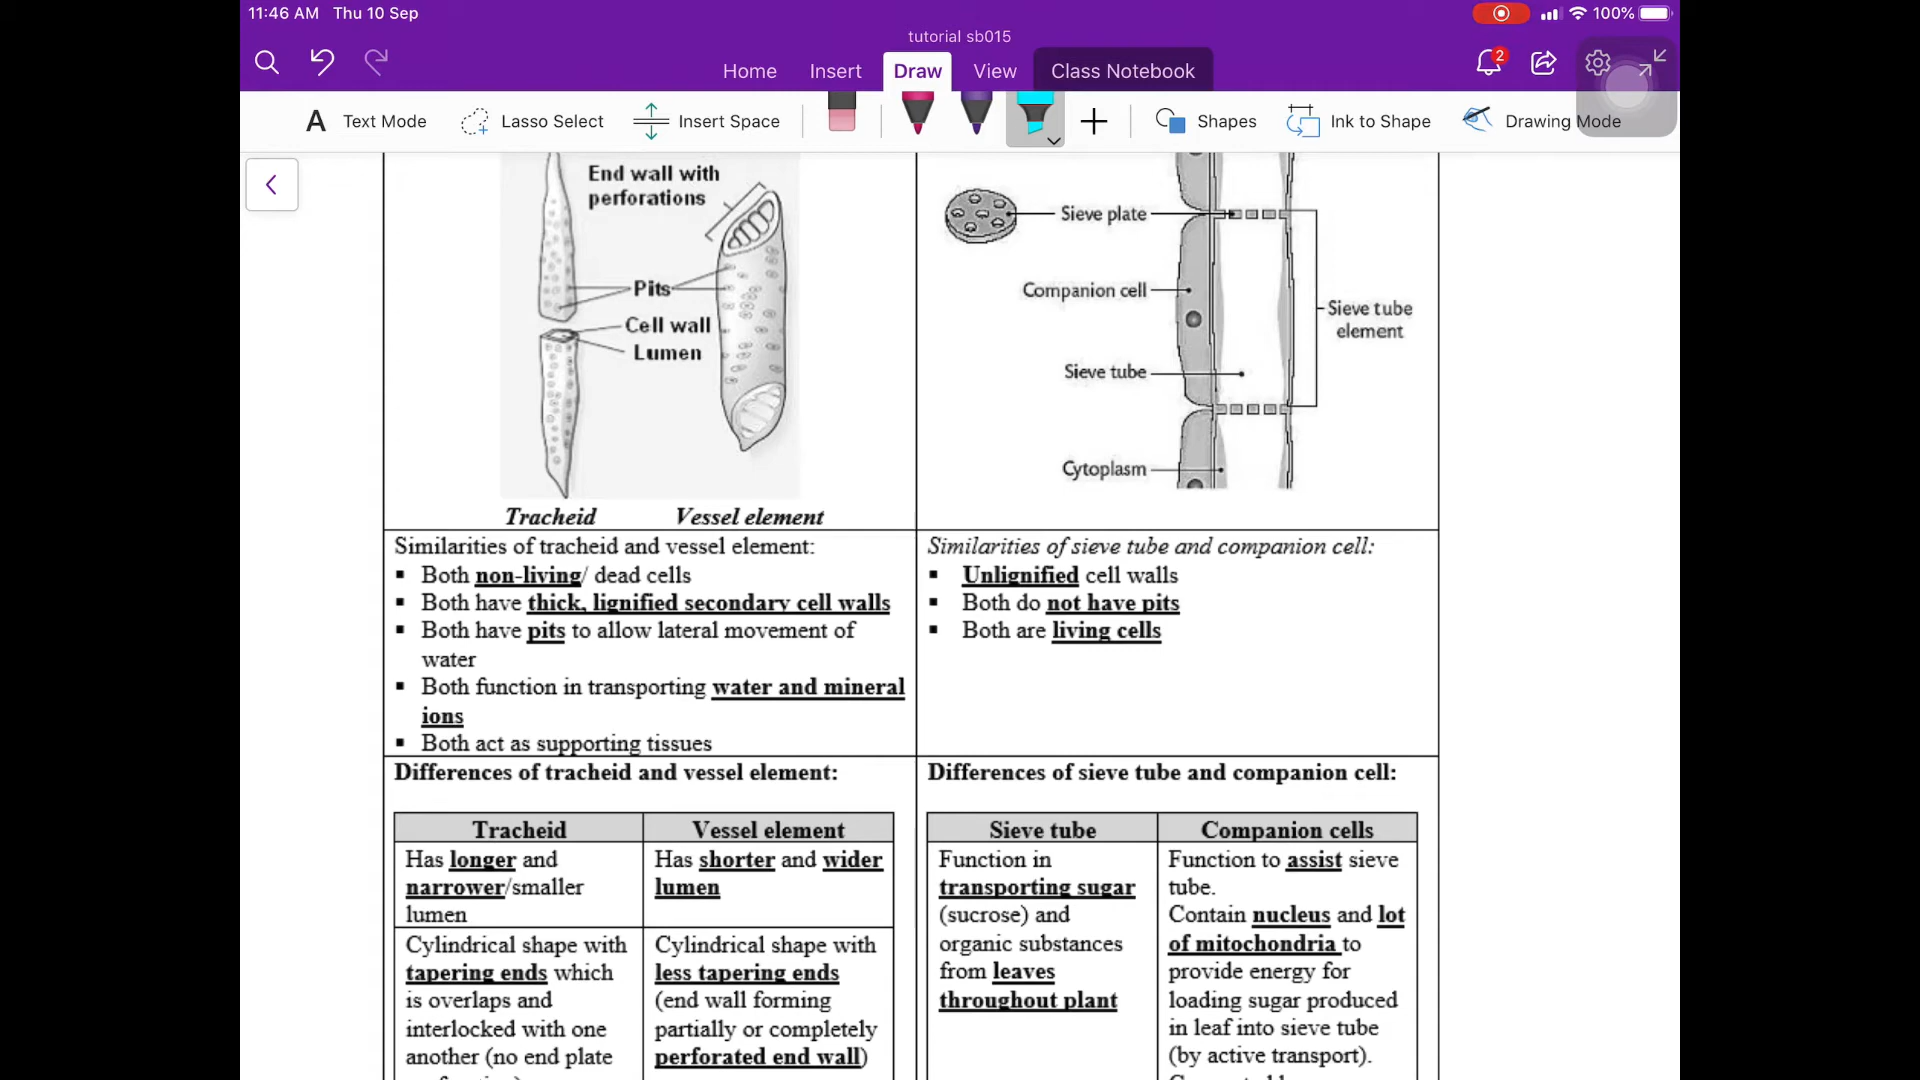 11:46 AM Thu 10 Sep
100%
tutorial sb015
Home Insert Draw View Class Notebook
2
A Text Mode Lasso Select Insert Space Shapes Ink to Shape Drawing Mode
End wall with
perforations
Pits
Cell wall
Lumen
Tracheid Vessel element
Sieve plate
Companion cell
Sieve tube
element
Sieve tube
Cytoplasm
Similarities of tracheid and vessel element:
▪ Both non-living/ dead cells
▪ Both have thick, lignified secondary cell walls
▪ Both have pits to allow lateral movement of
water
▪ Both function in transporting water and mineral
ions
▪ Both act as supporting tissues
Similarities of sieve tube and companion cell:
▪ Unlignified cell walls
▪ Both do not have pits
▪ Both are living cells
Differences of tracheid and vessel element:
Tracheid Vessel element
Has longer and
narrower/smaller
lumen
Has shorter and wider
lumen
Cylindrical shape with
tapering ends which
is overlaps and
interlocked with one
another (no end plate
Cylindrical shape with
less tapering ends
(end wall forming
partially or completely
perforated end wall)
Differences of sieve tube and companion cell:
Sieve tube Companion cells
Function in
transporting sugar
(sucrose) and
organic substances
from leaves
throughout plant
Function to assist sieve
tube.
Contain nucleus and lot
of mitochondria to
provide energy for
loading sugar produced
in leaf into sieve tube
(by active transport).